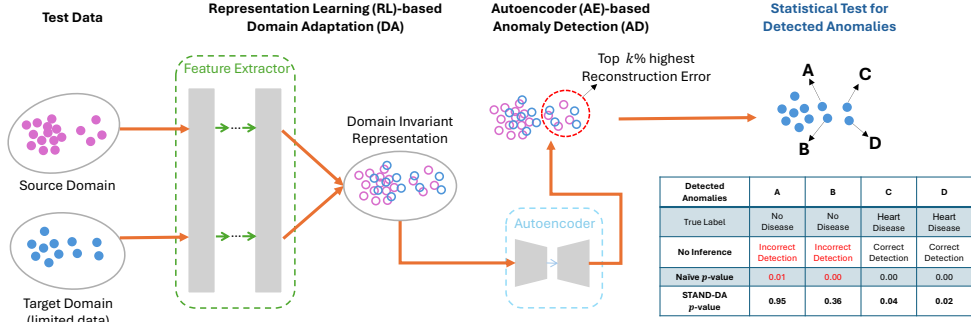 Test Data
Representation Learning (RL)-based
Domain Adaptation (DA)
Autoencoder (AE)-based
Anomaly Detection (AD)
Statistical Test for
Detected Anomalies
Feature Extractor
Top k% highest
Reconstruction Error
A
C
B
D
Domain Invariant
Representation
Source Domain
Autoencoder
Target Domain
(limited data)
Detected Anomalies A B C D
True Label No Disease No Disease Heart Disease Heart Disease
No Inference Incorrect Detection Incorrect Detection Correct Detection Correct Detection
Naïve p-value 0.01 0.00 0.00 0.00
STAND-DA p-value 0.95 0.36 0.04 0.02